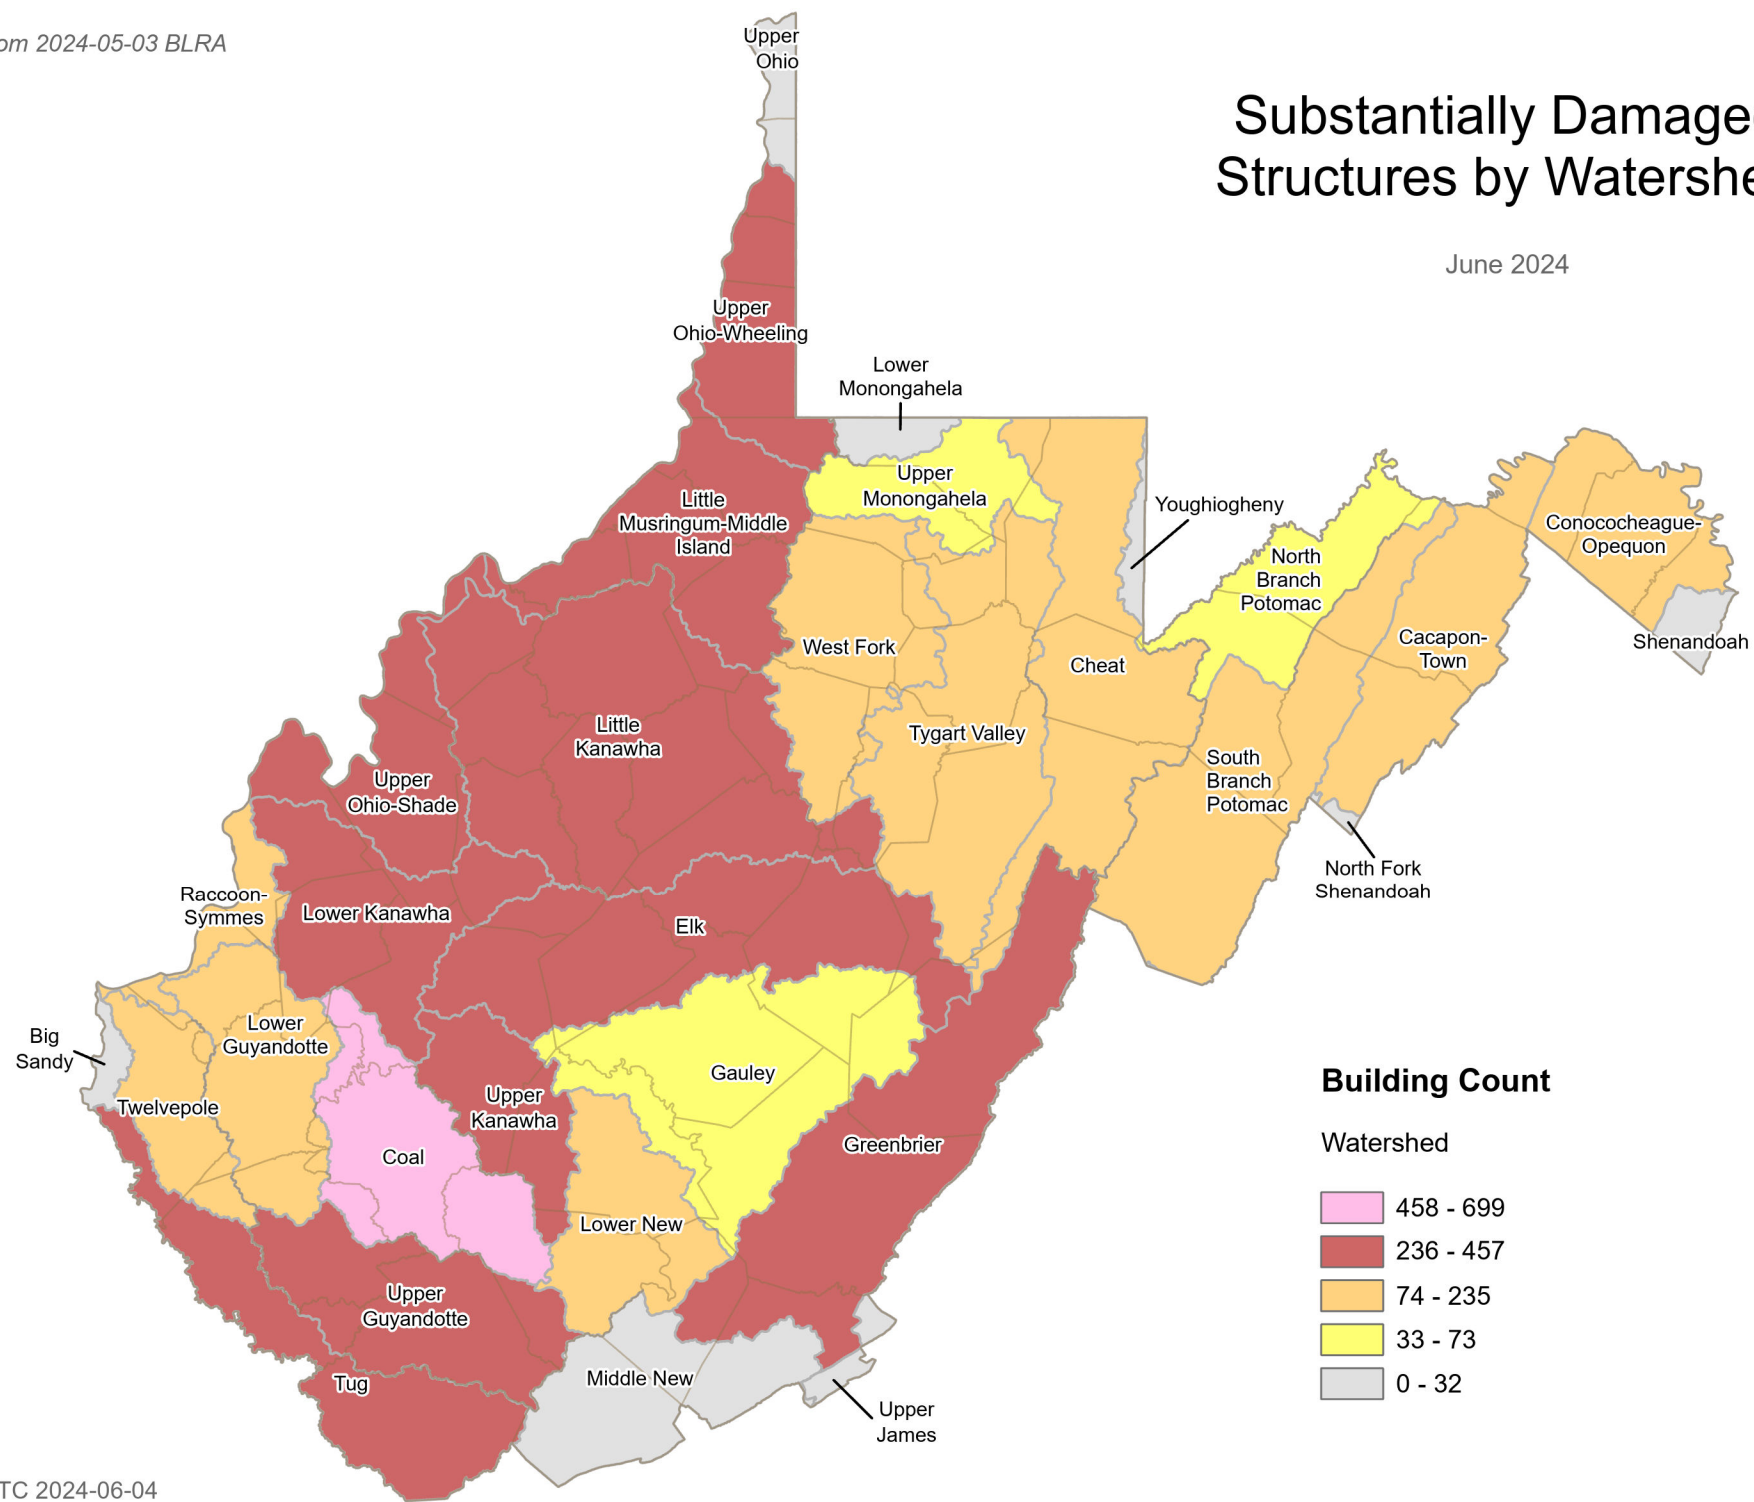 om 2024-05-03 BLRA
Substantially Damage
Structures by Watershe
June 2024
Upper
Ohio
Upper
Ohio-Wheeling
Lower
Monongahela
Upper
Monongahela
Little
Musringum-Middle
Island
Youghiogheny
North
Branch
Potomac
Conococheague-
Opequon
Shenandoah
Cacapon-
Town
West Fork
Cheat
Tygart Valley
Little
Kanawha
South
Branch
Potomac
Upper
Ohio-Shade
North Fork
Shenandoah
Raccoon-
Symmes
Lower Kanawha
Elk
Big
Sandy
Lower
Guyandotte
Twelvepole
Upper
Kanawha
Gauley
Coal
Greenbrier
Lower New
Upper
Guyandotte
Tug
Middle New
Upper
James
Building Count
Watershed
458 - 699
236 - 457
74 - 235
33 - 73
0 - 32
TC 2024-06-04